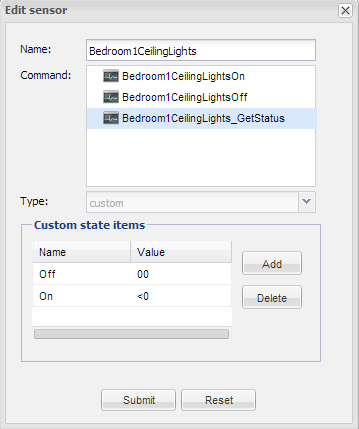 Edit sensor
Name: Bedroom1CeilingLights
Command: Bedroom1CeilingLightsOn
Bedroom1CeilingLightsOff
Bedroom1CeilingLights_GetStatus
Type: custom
Custom state items
Name Value
Off 00
On <0
Add
Delete
Submit Reset